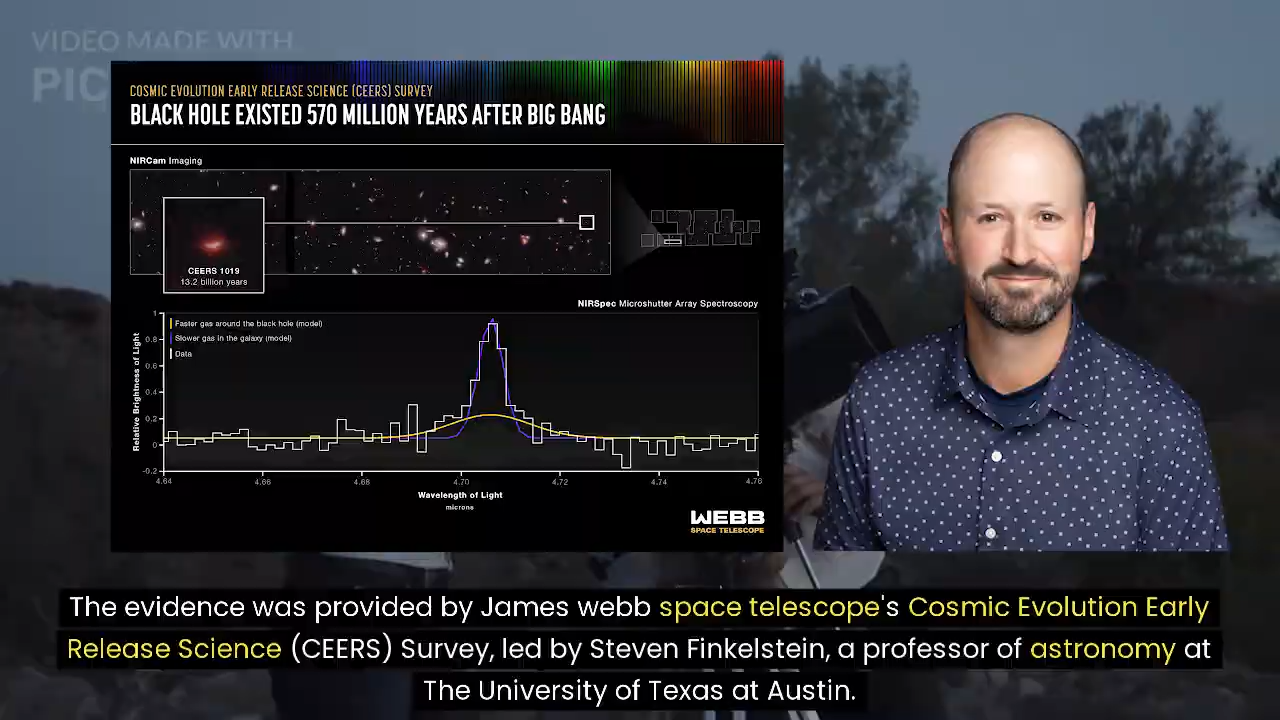 VIDEO MADE WITH
PIC
COSMIC EVOLUTION EARLY RELEASE SCIENCE (CEERS) SURVEY
BLACK HOLE EXISTED 570 MILLION YEARS AFTER BIG BANG
NIRCam Imaging
CEERS 1019
13.2 billion years
NIRSpec Microshutter Array Spectroscopy
Faster gas around the black hole (model)
Slower gas in the galaxy (model)
Data
Relative Brightness of Light
1
0.8
0.6
0.4
0.2
0
-0.2
4.64 4.66 4.68 4.70 4.72 4.74 4.76
Wavelength of Light
microns
WEBB
SPACE TELESCOPE
The evidence was provided by James webb space telescope's Cosmic Evolution Early
Release Science (CEERS) Survey, led by Steven Finkelstein, a professor of astronomy at
The University of Texas at Austin.